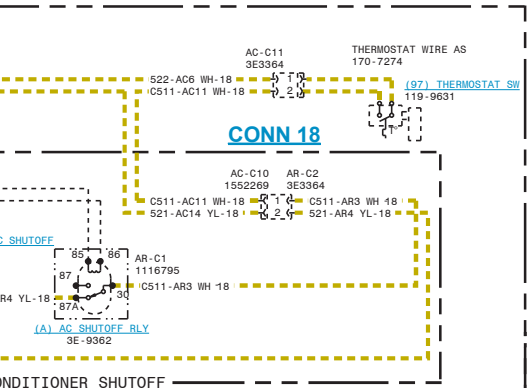 AC-C11
3E3364
THERMOSTAT WIRE AS
170-7274
522-AC6 WH-18
1
C511-AC11 WH-18
2
(97) THERMOSTAT SW
119-9631
T°
CONN 18
AC-C10
1552269
AR-C2
3E3364
C511-AC11 WH-18
1
C511-AR3 WH 18
521-AC14 YL-18
2
521-AR4 YL-18
C SHUTOFF
85
86
AR-C1
1116795
87
30
C511-AR3 WH 18
R4 YL-18
87A
(A) AC SHUTOFF RLY
3E-9362
ONDITIONER SHUTOFF